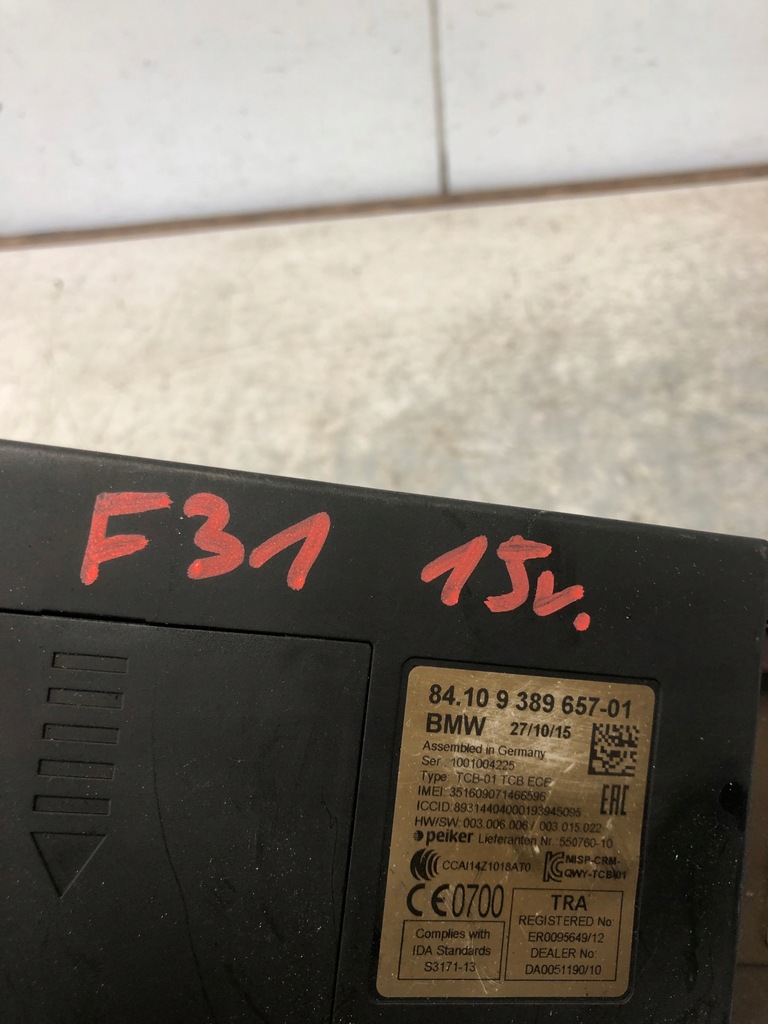 F31 15r.
84.10 9 389 657-01
BMW 27/10/15
Assembled in Germany
Ser. 1001004225
Type: TCB-01 TCB ECE
IMEI: 351609071466596
ICCID: 89314404000193945095
HW/SW: 003.006.006 / 003.015.022
peiker Lieferanten Nr.: 550760-10
EAC
CCAI14Z1018AT0 MSIP-CRM-
QWY-TCB-01
CE0700
TRA
REGISTERED No:
ER0095649/12
DEALER No:
DA0051190/10
Complies with
IDA Standards
S3171-13